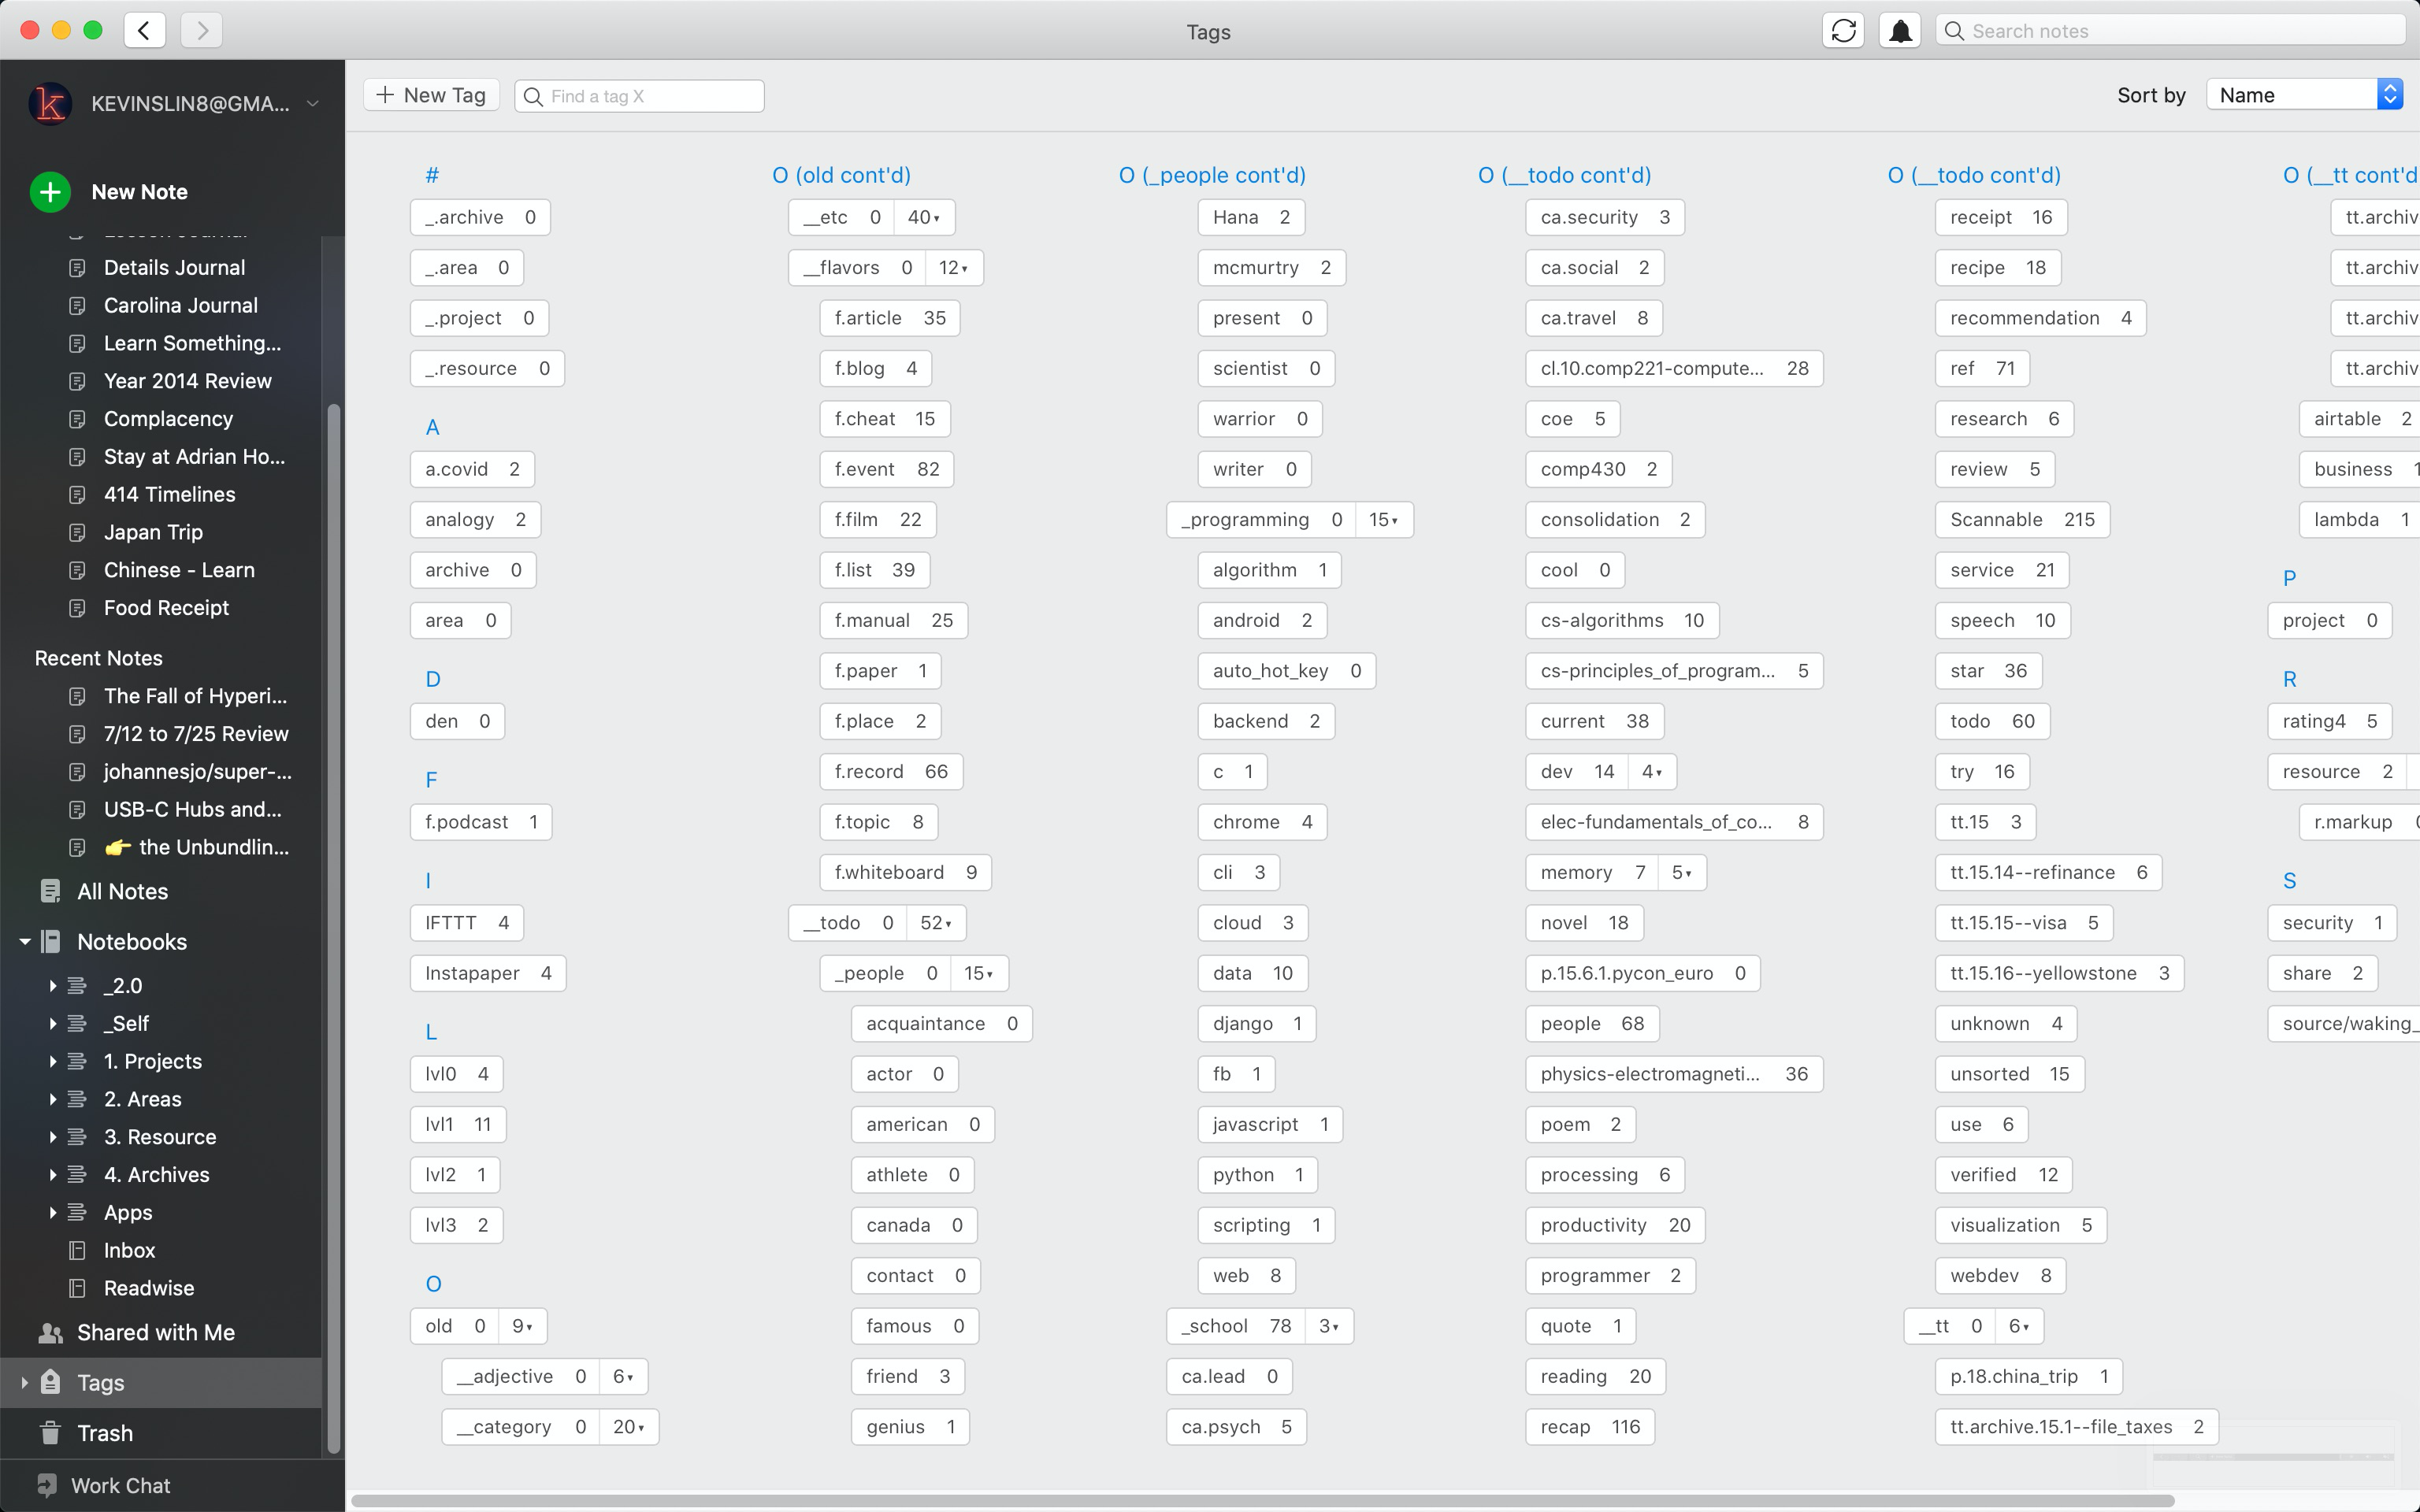 Tags
Search notes
KEVINSLIN8@GMA...
New Note
Details Journal
Carolina Journal
Learn Something...
Year 2014 Review
Complacency
Stay at Adrian Ho...
414 Timelines
Japan Trip
Chinese - Learn
Food Receipt
Recent Notes
The Fall of Hyperi...
7/12 to 7/25 Review
johannesjo/super-...
USB-C Hubs and...
👉 the Unbundlin...
All Notes
Notebooks
_2.0
_Self
1. Projects
2. Areas
3. Resource
4. Archives
Apps
Inbox
Readwise
Shared with Me
Tags
Trash
Work Chat
New Tag
Find a tag X
Sort by Name
#
_.archive 0
_.area 0
_.project 0
_.resource 0
A
a.covid 2
analogy 2
archive 0
area 0
D
den 0
F
f.podcast 1
I
IFTTT 4
Instapaper 4
L
lvl0 4
lvl1 11
lvl2 1
lvl3 2
O
old 0 9▾
__adjective 0 6▾
__category 0 20▾
O (old cont'd)
__etc 0 40▾
__flavors 0 12▾
f.article 35
f.blog 4
f.cheat 15
f.event 82
f.film 22
f.list 39
f.manual 25
f.paper 1
f.place 2
f.record 66
f.topic 8
f.whiteboard 9
__todo 0 52▾
_people 0 15▾
acquaintance 0
actor 0
american 0
athlete 0
canada 0
contact 0
famous 0
friend 3
genius 1
O (_people cont'd)
Hana 2
mcmurtry 2
present 0
scientist 0
warrior 0
writer 0
_programming 0 15▾
algorithm 1
android 2
auto_hot_key 0
backend 2
c 1
chrome 4
cli 3
cloud 3
data 10
django 1
fb 1
javascript 1
python 1
scripting 1
web 8
_school 78 3▾
ca.lead 0
ca.psych 5
O (__todo cont'd)
ca.security 3
ca.social 2
ca.travel 8
cl.10.comp221-compute... 28
coe 5
comp430 2
consolidation 2
cool 0
cs-algorithms 10
cs-principles_of_program... 5
current 38
dev 14 4▾
elec-fundamentals_of_co... 8
memory 7 5▾
novel 18
p.15.6.1.pycon_euro 0
people 68
physics-electromagneti... 36
poem 2
processing 6
productivity 20
programmer 2
quote 1
reading 20
recap 116
O (__todo cont'd)
receipt 16
recipe 18
recommendation 4
ref 71
research 6
review 5
Scannable 215
service 21
speech 10
star 36
todo 60
try 16
tt.15 3
tt.15.14--refinance 6
tt.15.15--visa 5
tt.15.16--yellowstone 3
unknown 4
unsorted 15
use 6
verified 12
visualization 5
webdev 8
__tt 0 6▾
p.18.china_trip 1
tt.archive.15.1--file_taxes 2
O (__tt cont'd
tt.archiv
tt.archiv
tt.archiv
tt.archiv
airtable 2
business 1
lambda 1
P
project 0
R
rating4 5
resource 2
r.markup
S
security 1
share 2
source/waking_